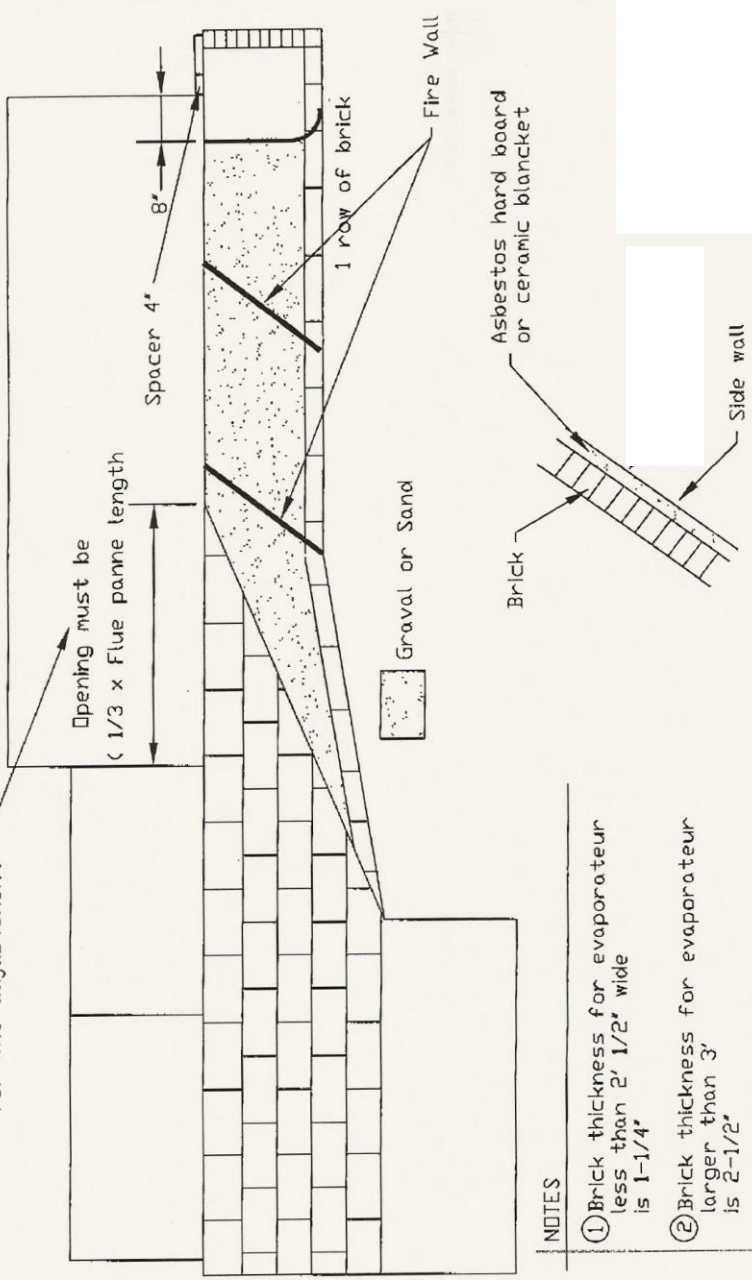 Opening must be
( 1/3 x Flue panne length
Spacer 4"
8"
1 row of brick
Fire Wall
Graval or Sand
Asbestos hard board
or ceramic blancket
Brick
Side wall
NOTES
① Brick thickness for evaporateur
less than 2' 1/2" wide
is 1-1/4"
② Brick thickness for evaporateur
larger than 3'
is 2-1/2"